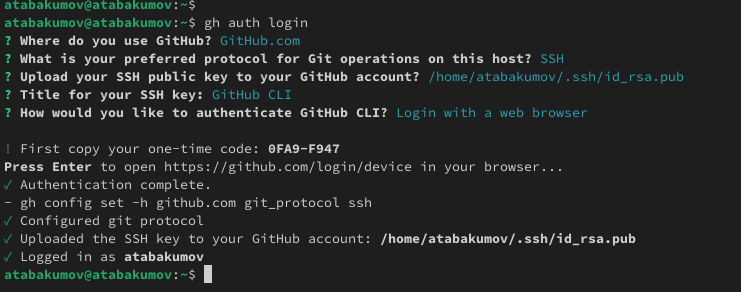 atabakumov@atabakumov:~$
atabakumov@atabakumov:~$ gh auth login
? Where do you use GitHub? GitHub.com
? What is your preferred protocol for Git operations on this host? SSH
? Upload your SSH public key to your GitHub account? /home/atabakumov/.ssh/id_rsa.pub
? Title for your SSH key: GitHub CLI
? How would you like to authenticate GitHub CLI? Login with a web browser
! First copy your one-time code: 0FA9-F947
Press Enter to open https://github.com/login/device in your browser...
✓ Authentication complete.
- gh config set -h github.com git_protocol ssh
✓ Configured git protocol
✓ Uploaded the SSH key to your GitHub account: /home/atabakumov/.ssh/id_rsa.pub
✓ Logged in as atabakumov
atabakumov@atabakumov:~$